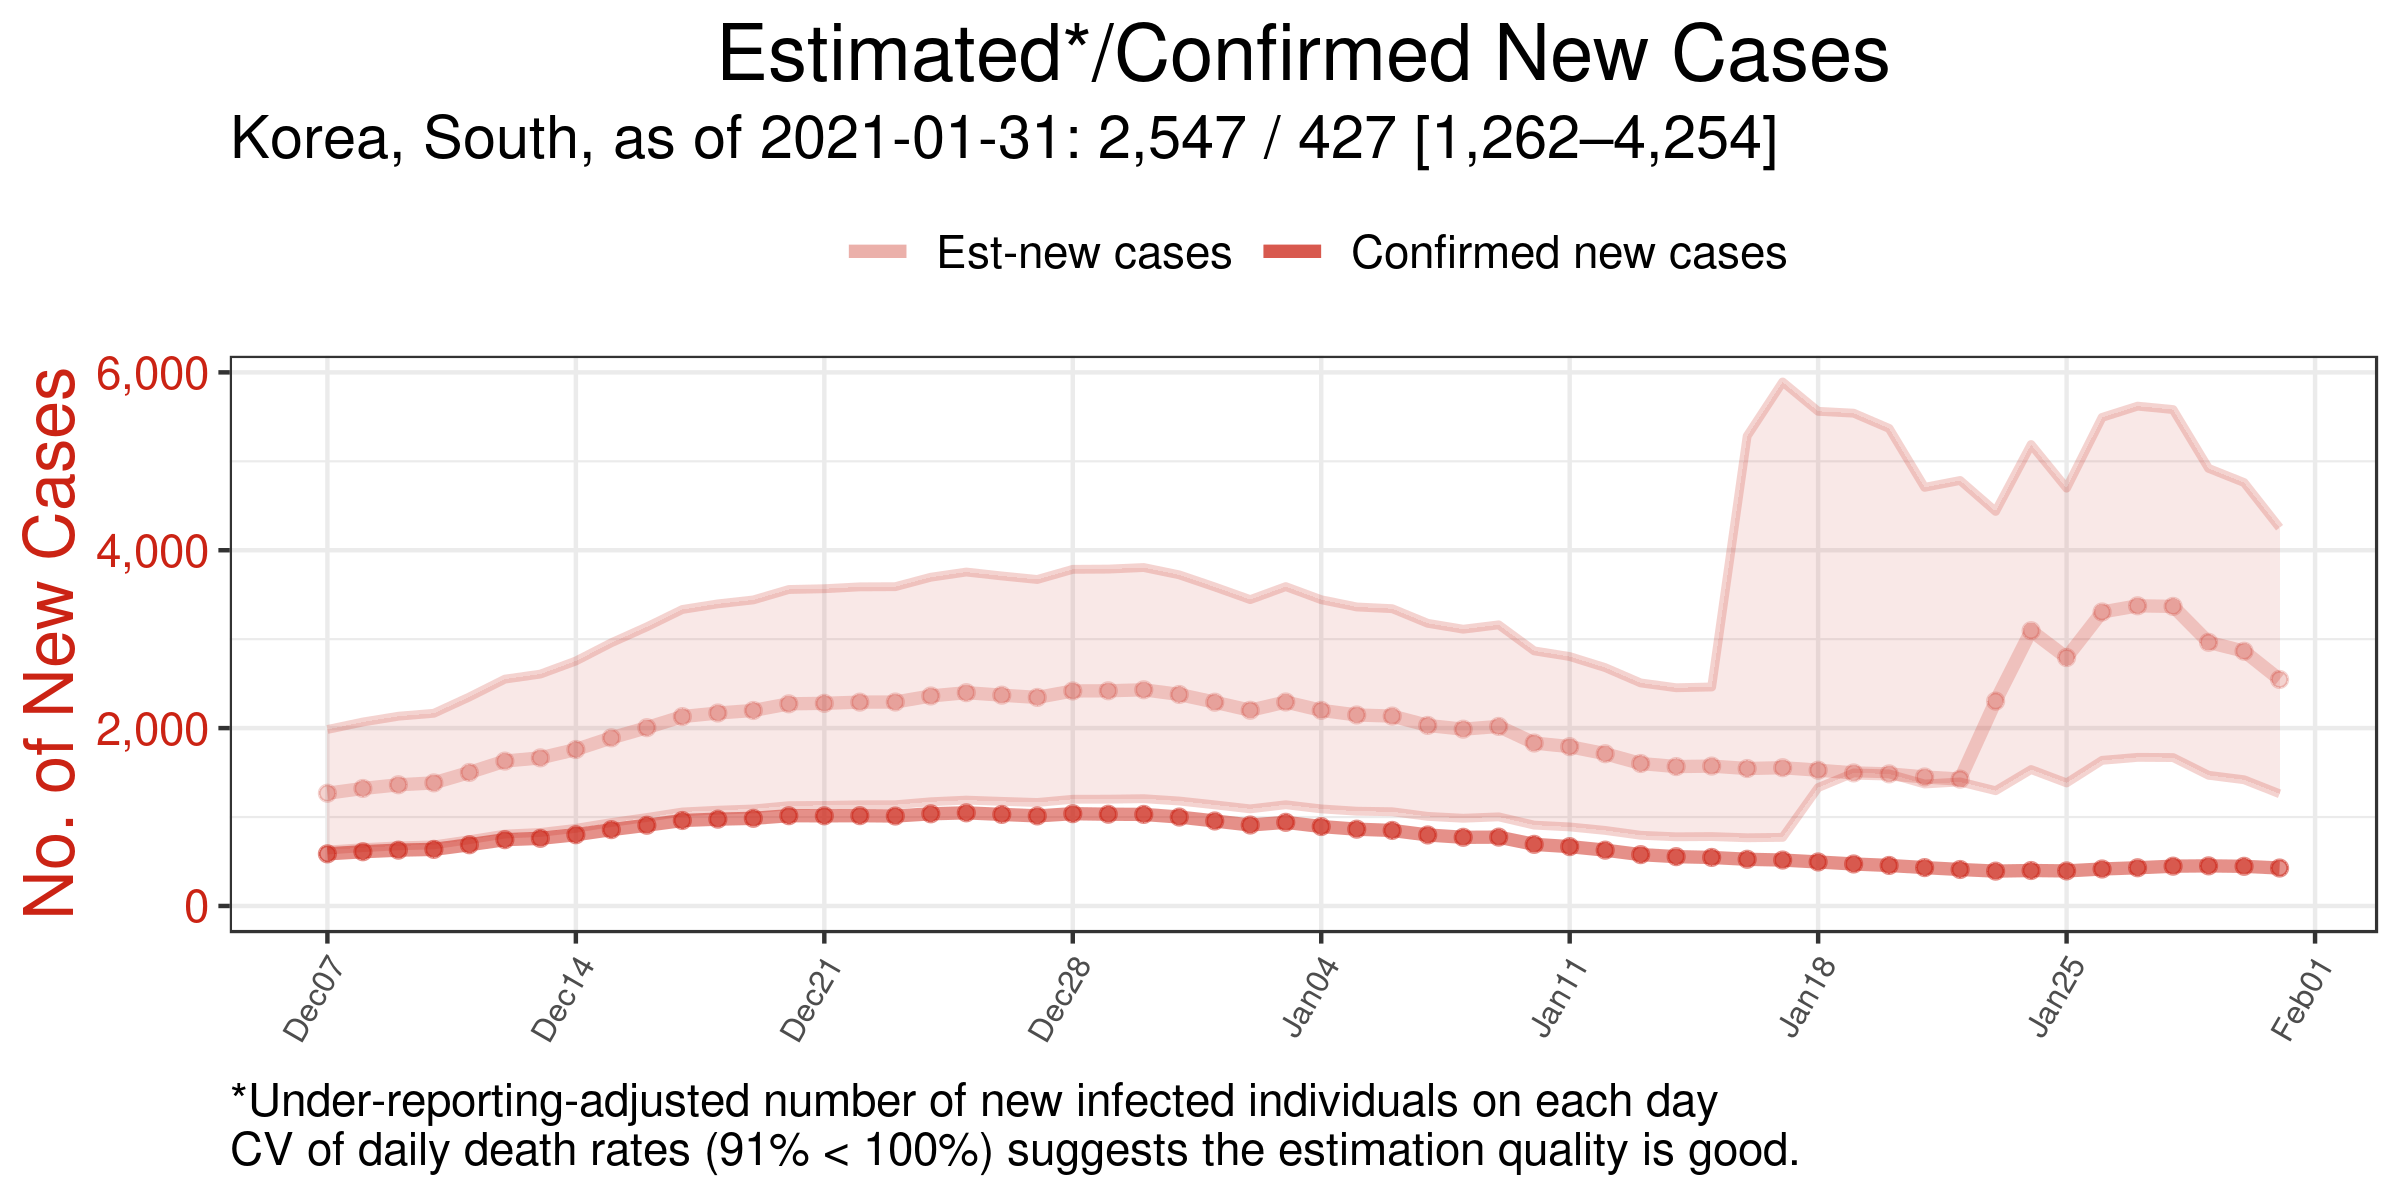 Estimated*/Confirmed New Cases
Korea, South, as of 2021-01-31: 2,547 / 427 [1,262–4,254]
Est-new cases
Confirmed new cases
No. of New Cases
6,000
4,000
2,000
0
Dec07
Dec14
Dec21
Dec28
Jan04
Jan11
Jan18
Jan25
Feb01
*Under-reporting-adjusted number of new infected individuals on each day
CV of daily death rates (91% < 100%) suggests the estimation quality is good.